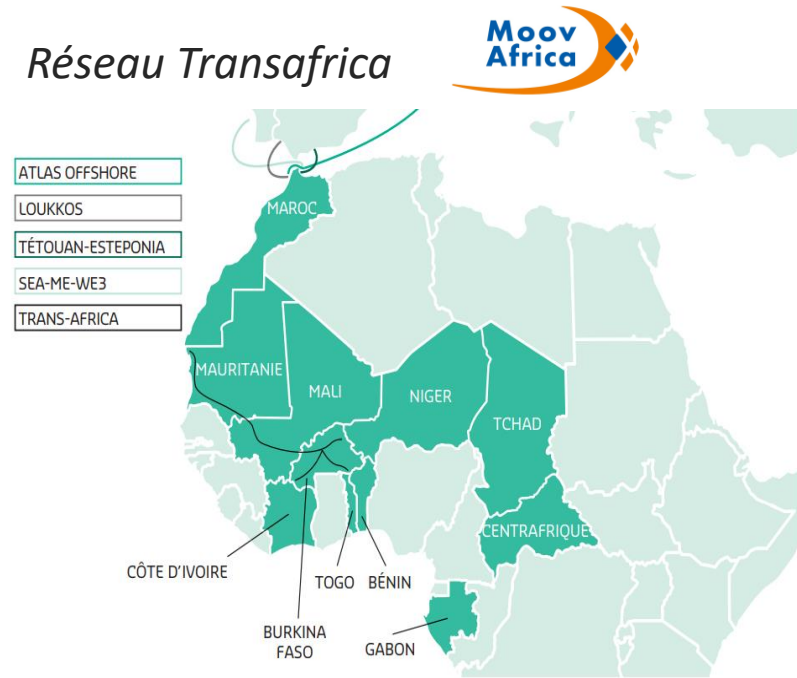 Réseau Transafrica
Moov
Africa
ATLAS OFFSHORE
LOUKKOS
TÉTOUAN-ESTEPONIA
SEA-ME-WE3
TRANS-AFRICA
MAROC
MAURITANIE
MALI
NIGER
TCHAD
CENTRAFRIQUE
CÔTE D'IVOIRE
TOGO
BÉNIN
BURKINA
FASO
GABON